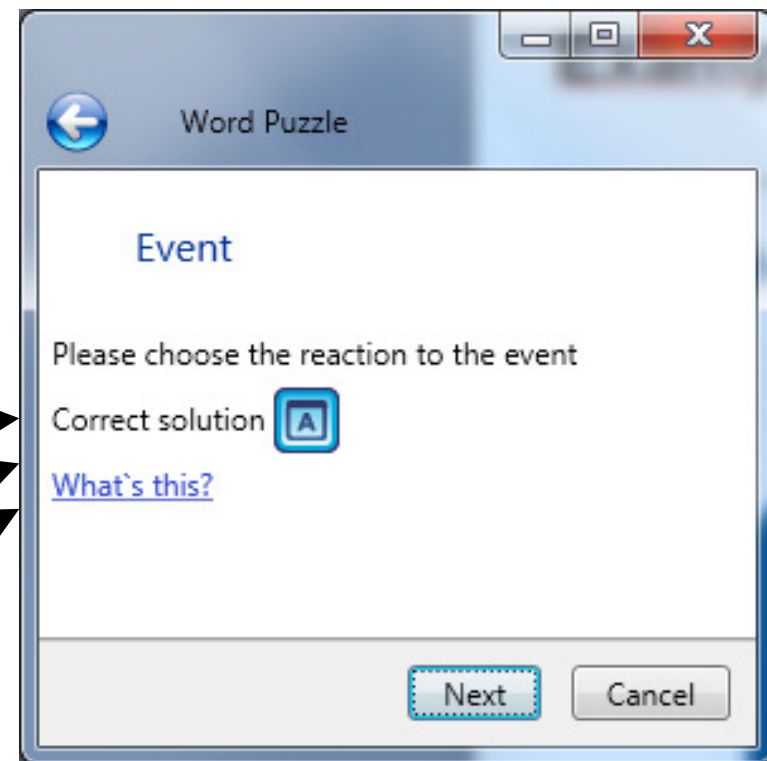 Word Puzzle
Event
Please choose the reaction to the event
Correct solution A
What`s this?
Next Cancel